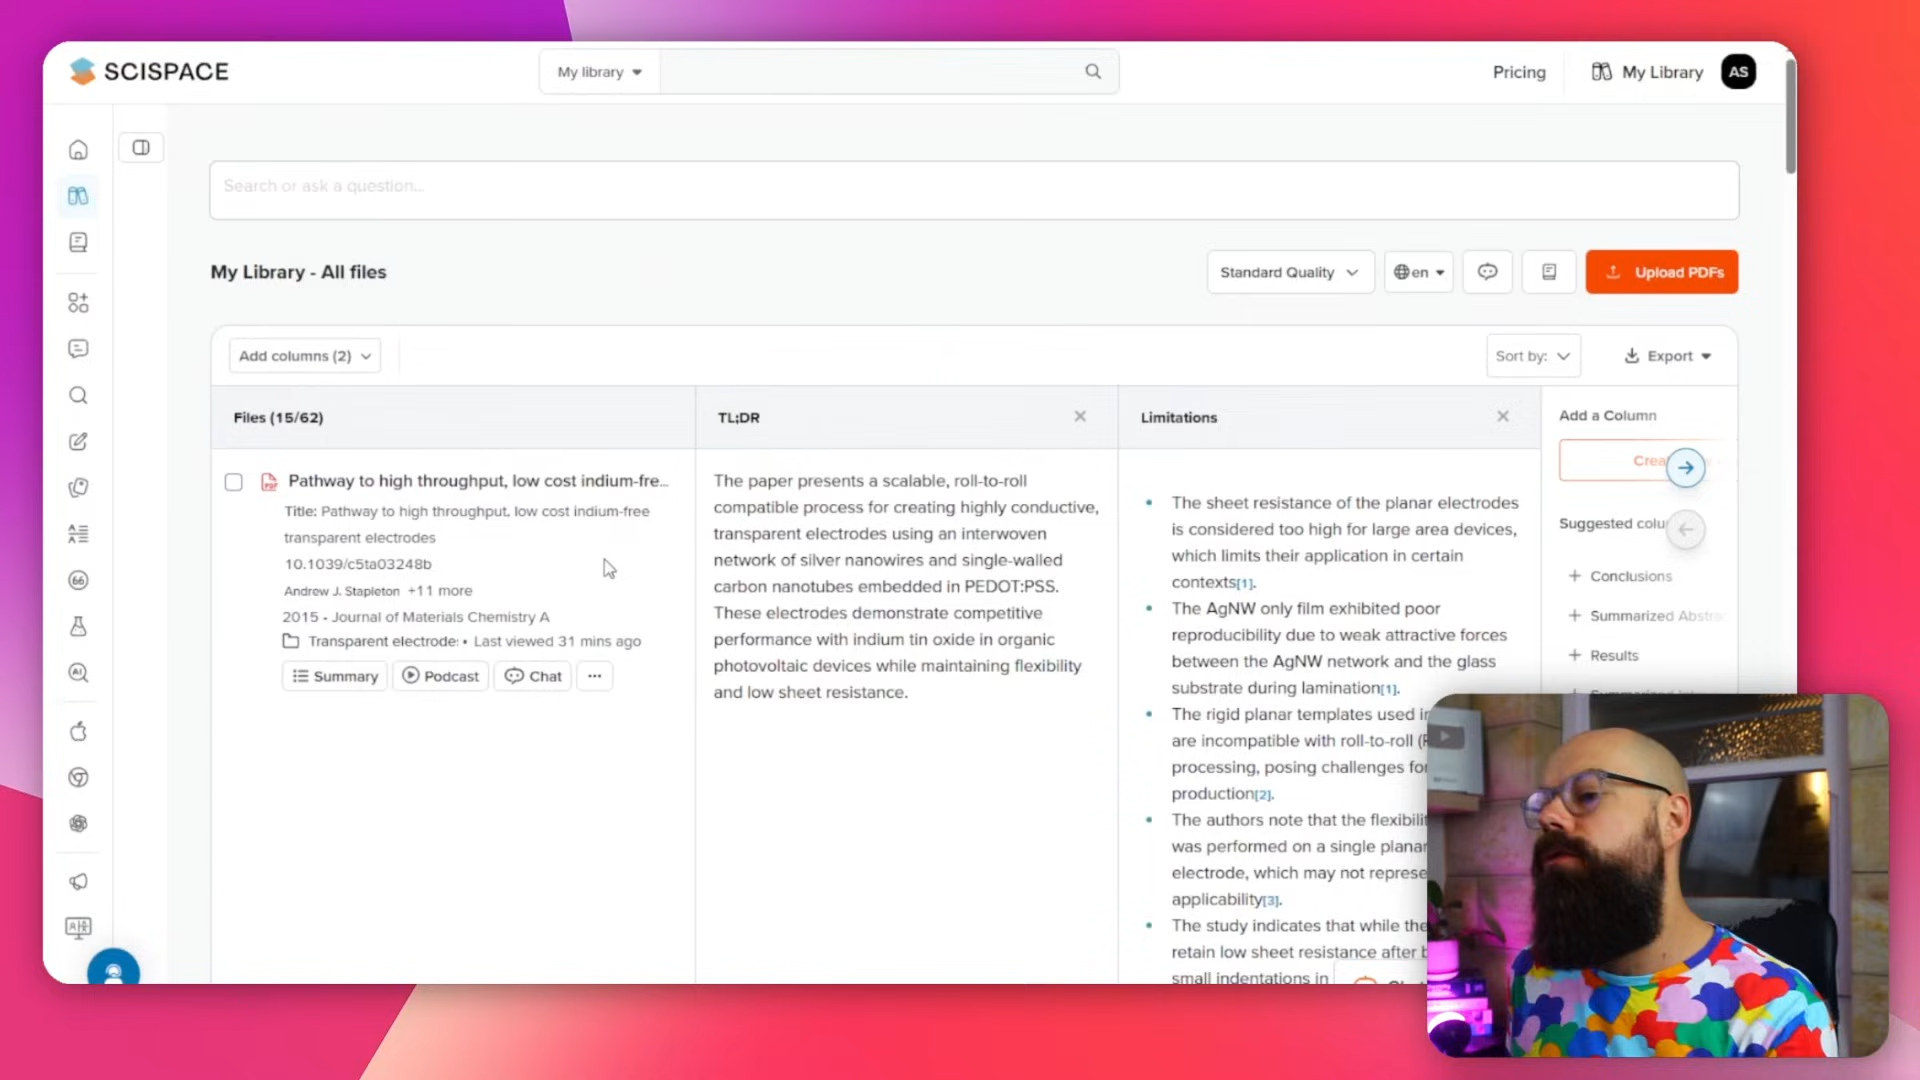 SCISPACE
My library
Pricing
My Library
AS
Search or ask a question...
My Library - All files
Standard Quality
en
Upload PDFs
Add columns (2)
Sort by:
Export
Files (15/62)
TL;DR
Limitations
Add a Column
Crea
Suggested colu
+ Conclusions
+ Summarized Abstra
+ Results
Pathway to high throughput, low cost indium-fre...
Title: Pathway to high throughput, low cost indium-free
transparent electrodes
10.1039/c5ta03248b
Andrew J. Stapleton +11 more
2015 - Journal of Materials Chemistry A
Transparent electrode: • Last viewed 31 mins ago
Summary
Podcast
Chat
...
The paper presents a scalable, roll-to-roll
compatible process for creating highly conductive,
transparent electrodes using an interwoven
network of silver nanowires and single-walled
carbon nanotubes embedded in PEDOT:PSS.
These electrodes demonstrate competitive
performance with indium tin oxide in organic
photovoltaic devices while maintaining flexibility
and low sheet resistance.
• The sheet resistance of the planar electrodes
is considered too high for large area devices,
which limits their application in certain
contexts[1].
• The AgNW only film exhibited poor
reproducibility due to weak attractive forces
between the AgNW network and the glass
substrate during lamination[1].
• The rigid planar templates used i
are incompatible with roll-to-roll (
processing, posing challenges fo
production[2].
• The authors note that the flexibili
was performed on a single planar
electrode, which may not represe
applicability[3].
• The study indicates that while the
retain low sheet resistance after b
small indentations in